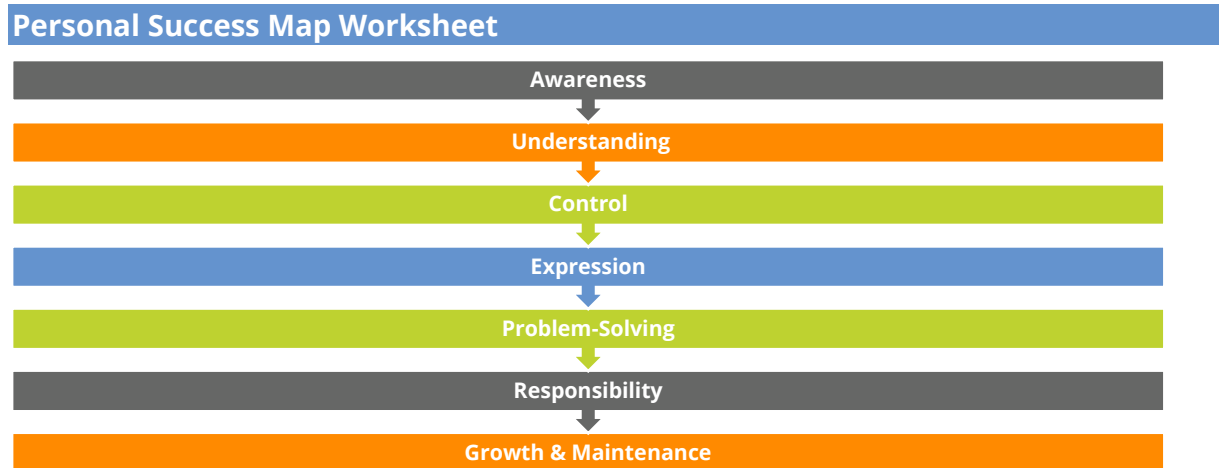 Personal Success Map Worksheet
Awareness
Understanding
Control
Expression
Problem-Solving
Responsibility
Growth & Maintenance